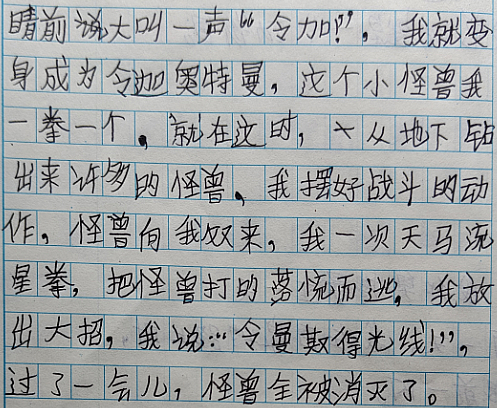 睛前说大叫一声“令加!”，我就变
身成为令迦奥特曼，这个小怪兽我
一拳一个。就在这时，又从地下钻
出来许多的怪兽，我摆好战斗的动
作，怪兽向我奴来，我一次天马流
星拳，把怪兽打的落慌而逃，我放
出大招，我说：“令曼斯得光线!”，
过了一会儿，怪兽全被消灭了。